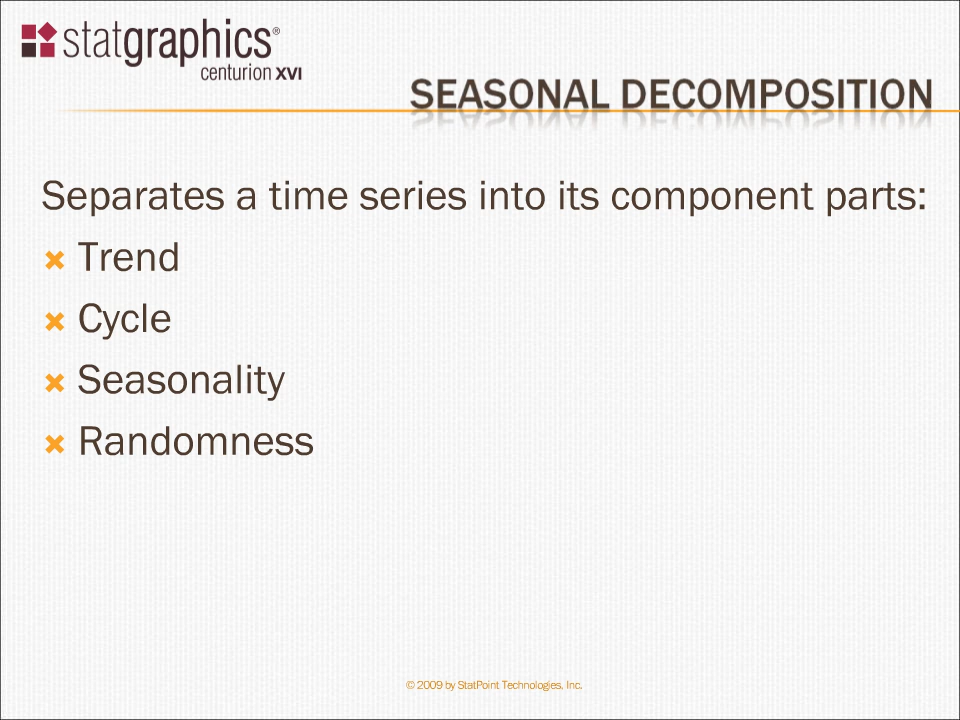 statgraphics®
centurion XVI
SEASONAL DECOMPOSITION
Separates a time series into its component parts:
Trend
Cycle
Seasonality
Randomness
© 2009 by StatPoint Technologies, Inc.